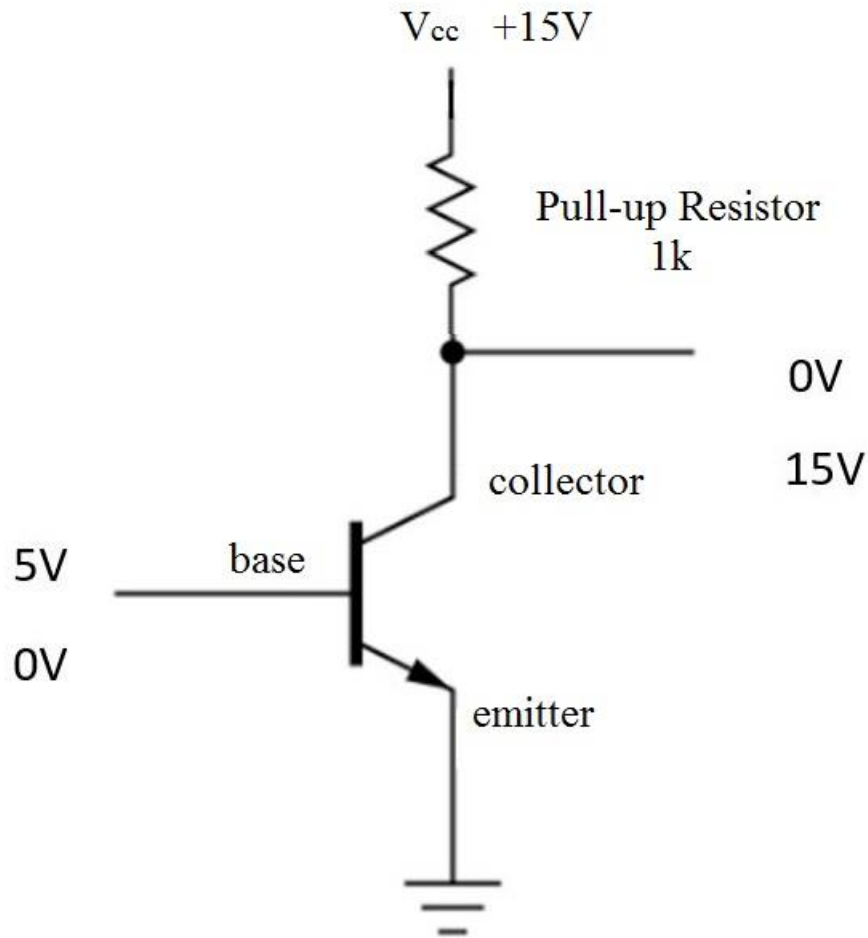 Vcc +15V
Pull-up Resistor
1k
0V
15V
collector
base
5V
0V
emitter